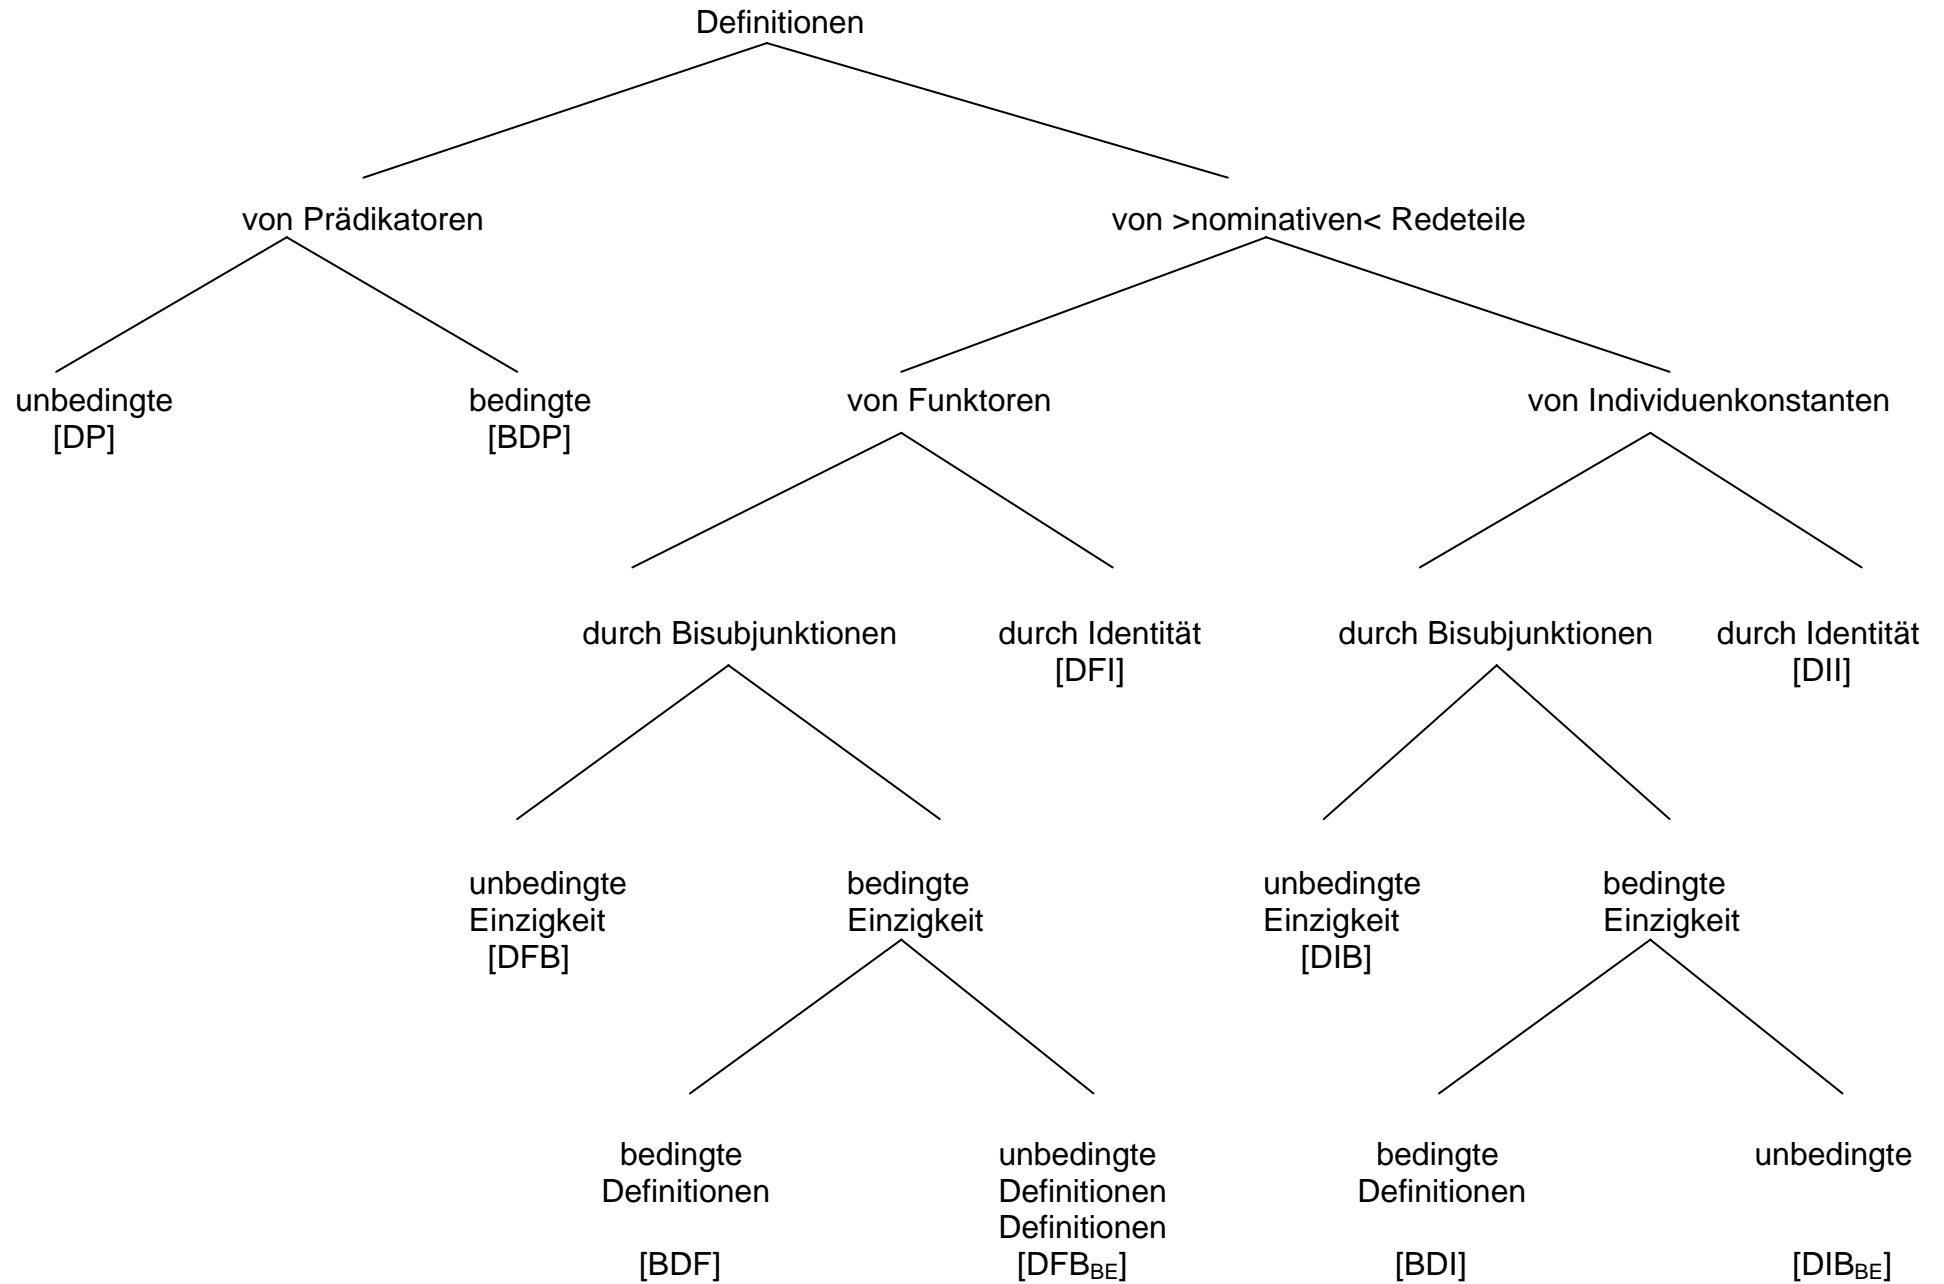 Definitionen
von Prädikatoren
von >nominativen< Redeteile
unbedingte
[DP]
bedingte
[BDP]
von Funktoren
von Individuenkonstanten
durch Bisubjunktionen
durch Identität
[DFI]
durch Bisubjunktionen
durch Identität
[DII]
unbedingte
Einzigkeit
[DFB]
bedingte
Einzigkeit
unbedingte
Einzigkeit
[DIB]
bedingte
Einzigkeit
bedingte
Definitionen
[BDF]
unbedingte
Definitionen
Definitionen
[DFBBE]
bedingte
Definitionen
[BDI]
unbedingte
[DIBBE]